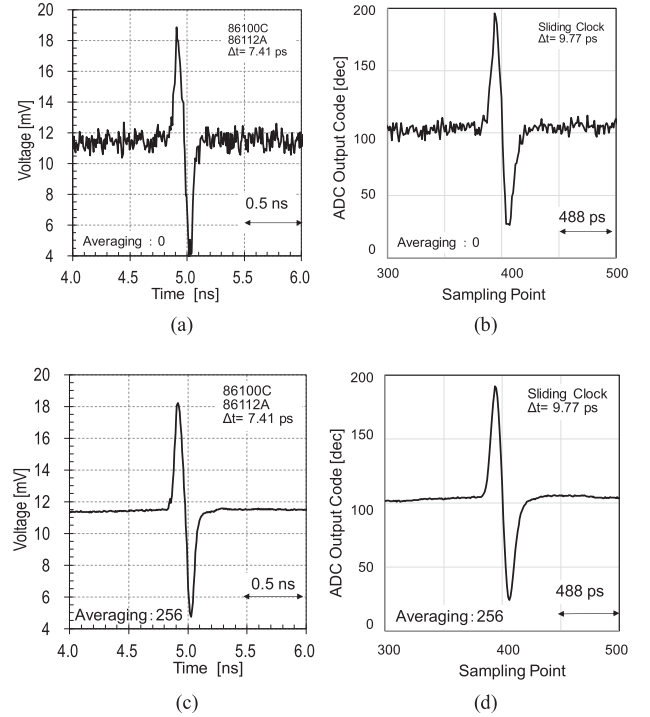 20
18
16
14
12
10
8
6
4
Voltage [mV]
86100C
86112A
Δt= 7.41 ps
0.5 ns
Averaging : 0
4.0 4.5 5.0 5.5 6.0
Time [ns]
(a)
200
150
100
50
0
ADC Output Code [dec]
Sliding Clock
Δt= 9.77 ps
488 ps
Averaging : 0
300 400 500
Sampling Point
(b)
20
18
16
14
12
10
8
6
4
Voltage [mV]
86100C
86112A
Δt= 7.41 ps
0.5 ns
Averaging:256
4.0 4.5 5.0 5.5 6.0
Time [ns]
(c)
200
150
100
50
0
ADC Output Code [dec]
Sliding Clock
Δt= 9.77 ps
488 ps
Averaging:256
300 400 500
Sampling Point
(d)